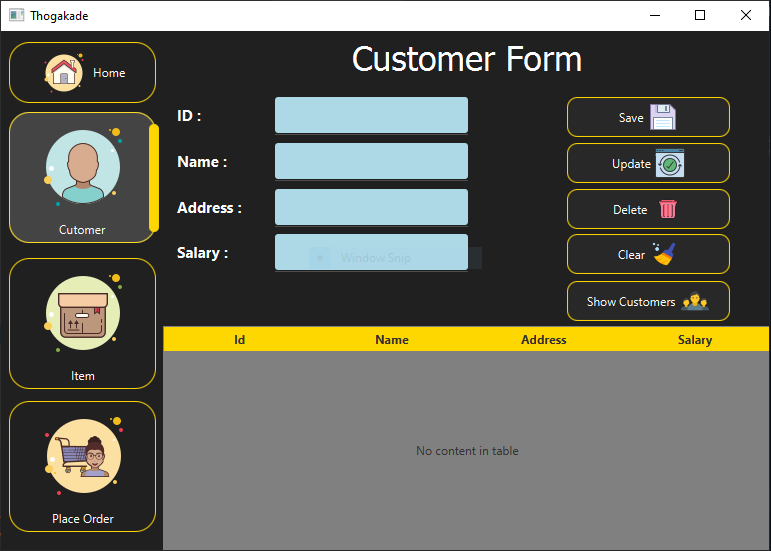 Thogakade
Home
Cutomer
Item
Place Order
Customer Form
ID :
Name :
Address :
Salary :
Window Snip
Save
Update
Delete
Clear
Show Customers
Id Name Address Salary
No content in table